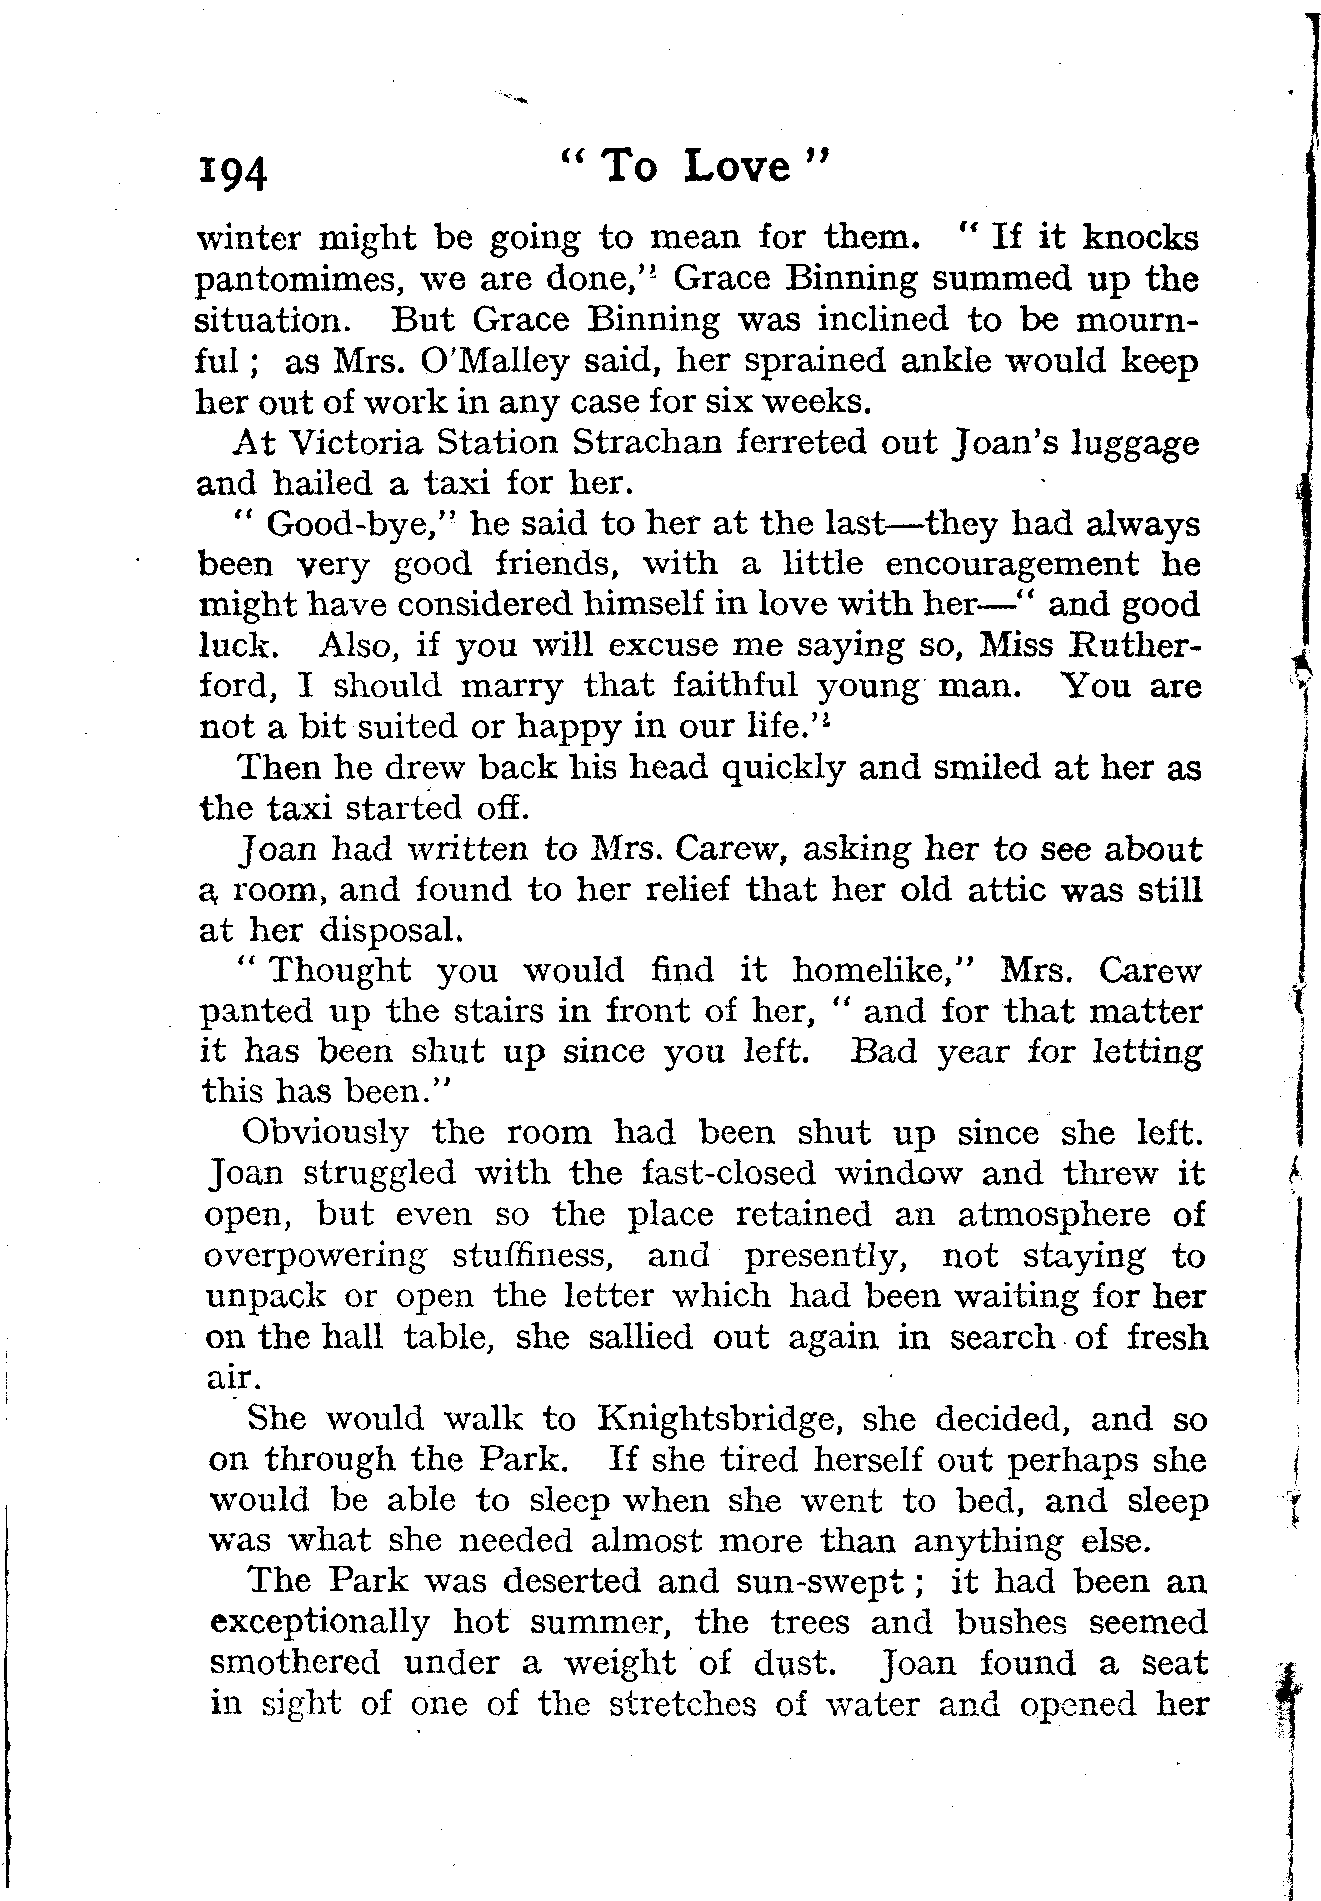 194 " To Love "
winter might be going to mean for them. " If it knocks
pantomimes, we are done," Grace Binning summed up the
situation. But Grace Binning was inclined to be mourn-
ful ; as Mrs. O'Malley said, her sprained ankle would keep
her out of work in any case for six weeks.
At Victoria Station Strachan ferreted out Joan's luggage
and hailed a taxi for her.
" Good-bye," he said to her at the last—they had always
been very good friends, with a little encouragement he
might have considered himself in love with her—" and good
luck. Also, if you will excuse me saying so, Miss Ruther-
ford, I should marry that faithful young man. You are
not a bit suited or happy in our life."
Then he drew back his head quickly and smiled at her as
the taxi started off.
Joan had written to Mrs. Carew, asking her to see about
a room, and found to her relief that her old attic was still
at her disposal.
" Thought you would find it homelike," Mrs. Carew
panted up the stairs in front of her, " and for that matter
it has been shut up since you left. Bad year for letting
this has been."
Obviously the room had been shut up since she left.
Joan struggled with the fast-closed window and threw it
open, but even so the place retained an atmosphere of
overpowering stuffiness, and presently, not staying to
unpack or open the letter which had been waiting for her
on the hall table, she sallied out again in search of fresh
air.
She would walk to Knightsbridge, she decided, and so
on through the Park. If she tired herself out perhaps she
would be able to sleep when she went to bed, and sleep
was what she needed almost more than anything else.
The Park was deserted and sun-swept ; it had been an
exceptionally hot summer, the trees and bushes seemed
smothered under a weight of dust. Joan found a seat
in sight of one of the stretches of water and opened her